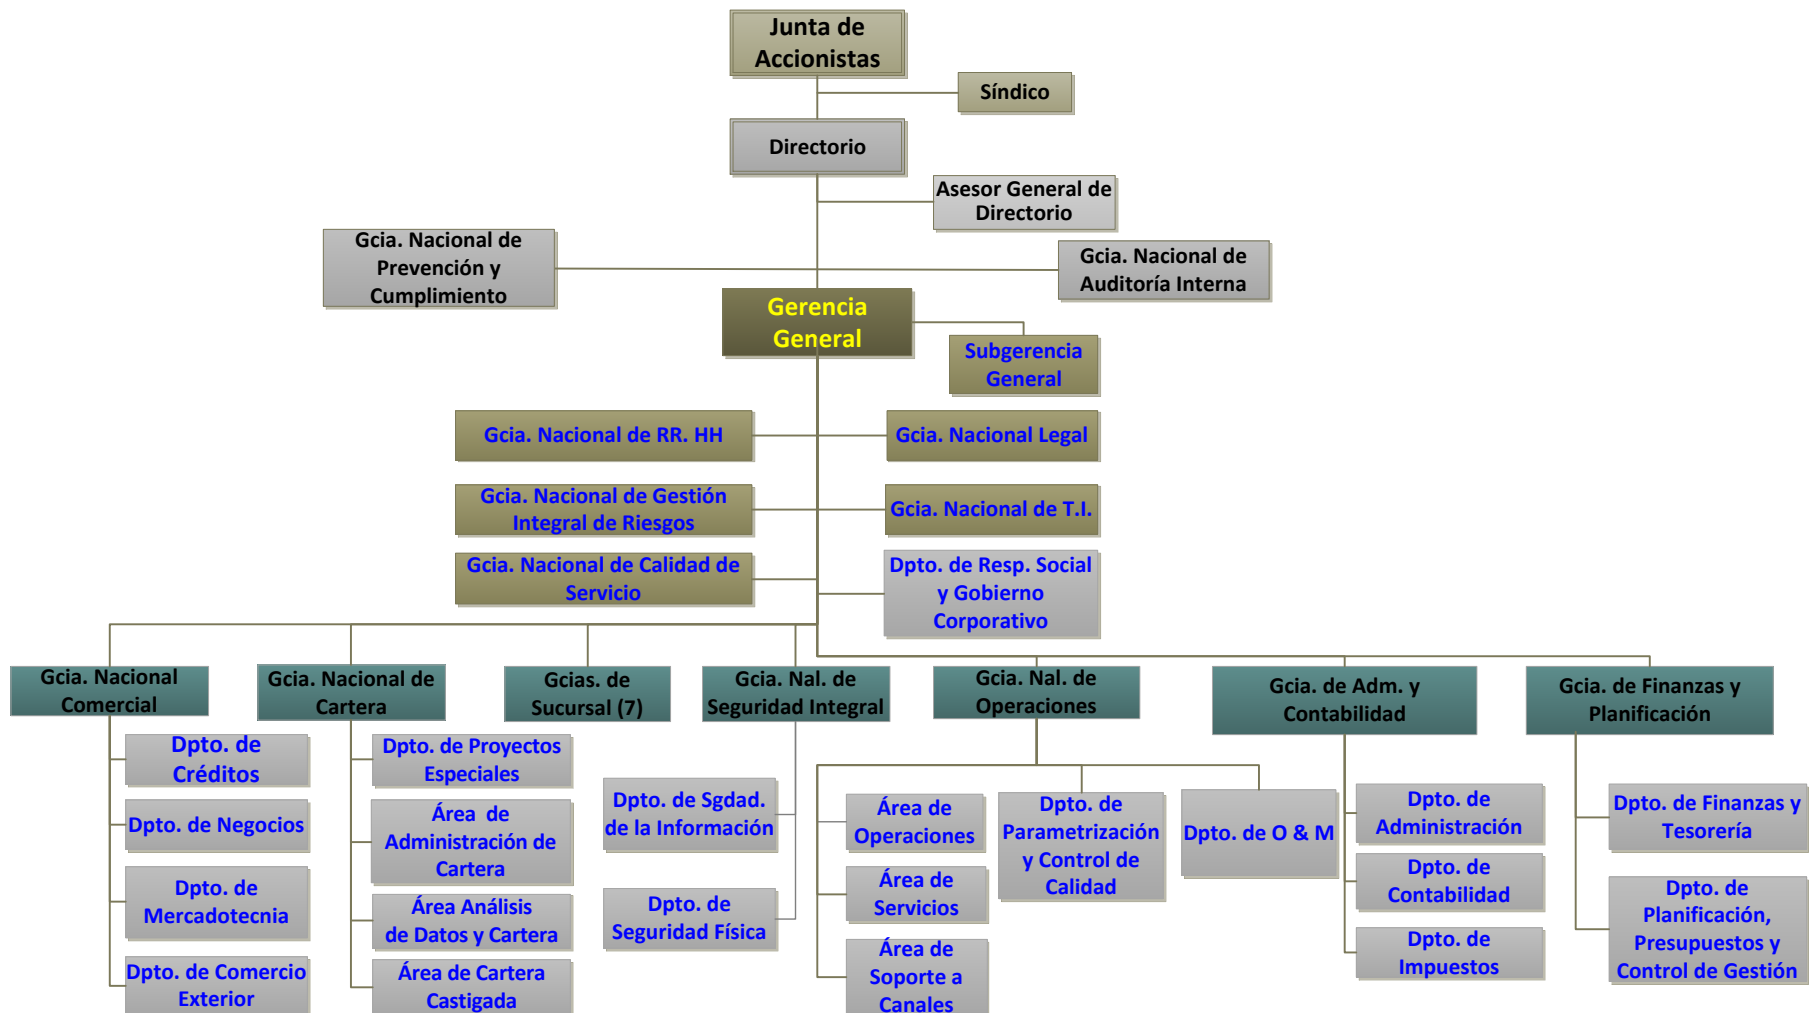 Junta de
Accionistas
Síndico
Directorio
Asesor General de
Directorio
Gcia. Nacional de
Prevención y
Cumplimiento
Gcia. Nacional de
Auditoría Interna
Gerencia
General
Subgerencia
General
Gcia. Nacional de RR. HH
Gcia. Nacional Legal
Gcia. Nacional de Gestión
Integral de Riesgos
Gcia. Nacional de T.I.
Gcia. Nacional de Calidad de
Servicio
Dpto. de Resp. Social
y Gobierno
Corporativo
Gcia. Nacional
Comercial
Gcia. Nacional de
Cartera
Gcias. de
Sucursal (7)
Gcia. Nal. de
Seguridad Integral
Gcia. Nal. de
Operaciones
Gcia. de Adm. y
Contabilidad
Gcia. de Finanzas y
Planificación
Dpto. de
Créditos
Dpto. de Negocios
Dpto. de
Mercadotecnia
Dpto. de Comercio
Exterior
Dpto. de Proyectos
Especiales
Área  de
Administración de
Cartera
Área Análisis
de Datos y Cartera
Área de Cartera
Castigada
Dpto. de Sgdad.
de la Información
Dpto. de
Seguridad Física
Área de
Operaciones
Área de
Servicios
Área de
Soporte a
Canales
Dpto. de
Parametrización
y Control de
Calidad
Dpto. de O & M
Dpto. de
Administración
Dpto. de
Contabilidad
Dpto. de
Impuestos
Dpto. de Finanzas y
Tesorería
Dpto. de
Planificación,
Presupuestos y
Control de Gestión